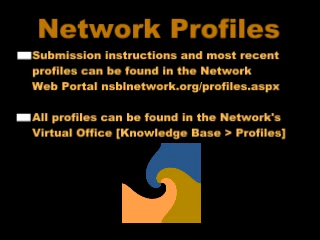 Network Profiles
Submission instructions and most recent
profiles can be found in the Network
Web Portal nsblnetwork.org/profiles.aspx
All profiles can be found in the Network's
Virtual Office [Knowledge Base > Profiles]